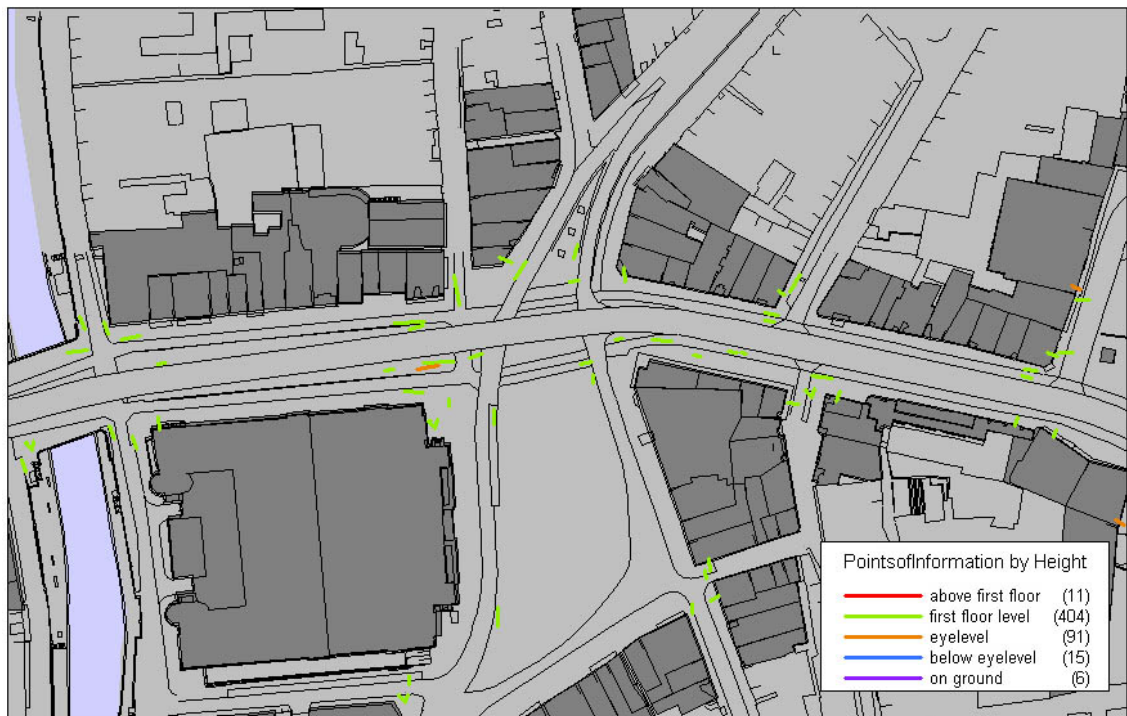 PointsofInformation by Height
above first floor (11)
first floor level (404)
eyelevel (91)
below eyelevel (15)
on ground (6)